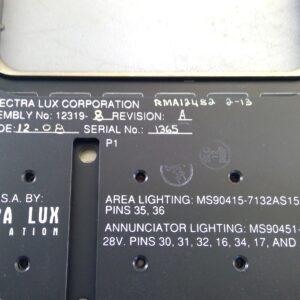 ECTRA LUX CORPORATION RMA12482 2-13
EMBLY No: 12319-8 REVISION: A
DE: 12-08 SERIAL No.: 1365
P1
S.A. BY:
RA LUX
ATION
AREA LIGHTING: MS90415-7132AS15
PINS 35, 36
ANNUNCIATOR LIGHTING: MS90451-
28V. PINS 30, 31, 32, 16, 34, 17, AND